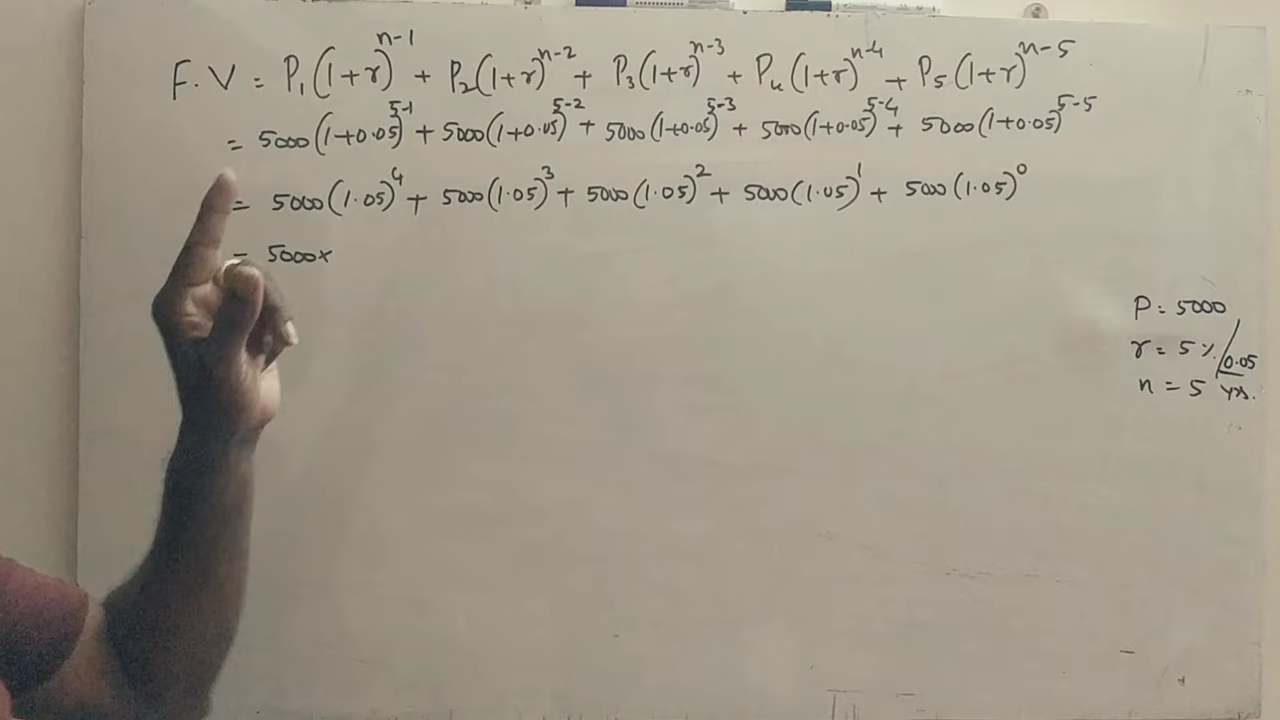 F.V = P₁(1+r)ⁿ⁻¹ + P₂(1+r)ⁿ⁻² + P₃(1+r)ⁿ⁻³ + P₄(1+r)ⁿ⁻⁴ + P₅(1+r)ⁿ⁻⁵
= 5000(1+0.05)⁵⁻¹ + 5000(1+0.05)⁵⁻² + 5000(1+0.05)⁵⁻³ + 5000(1+0.05)⁵⁻⁴ + 5000(1+0.05)⁵⁻⁵
= 5000(1.05)⁴ + 5000(1.05)³ + 5000(1.05)² + 5000(1.05)¹ + 5000(1.05)⁰
= 5000×
P = 5000
r = 5%/0.05
n = 5 yrs.